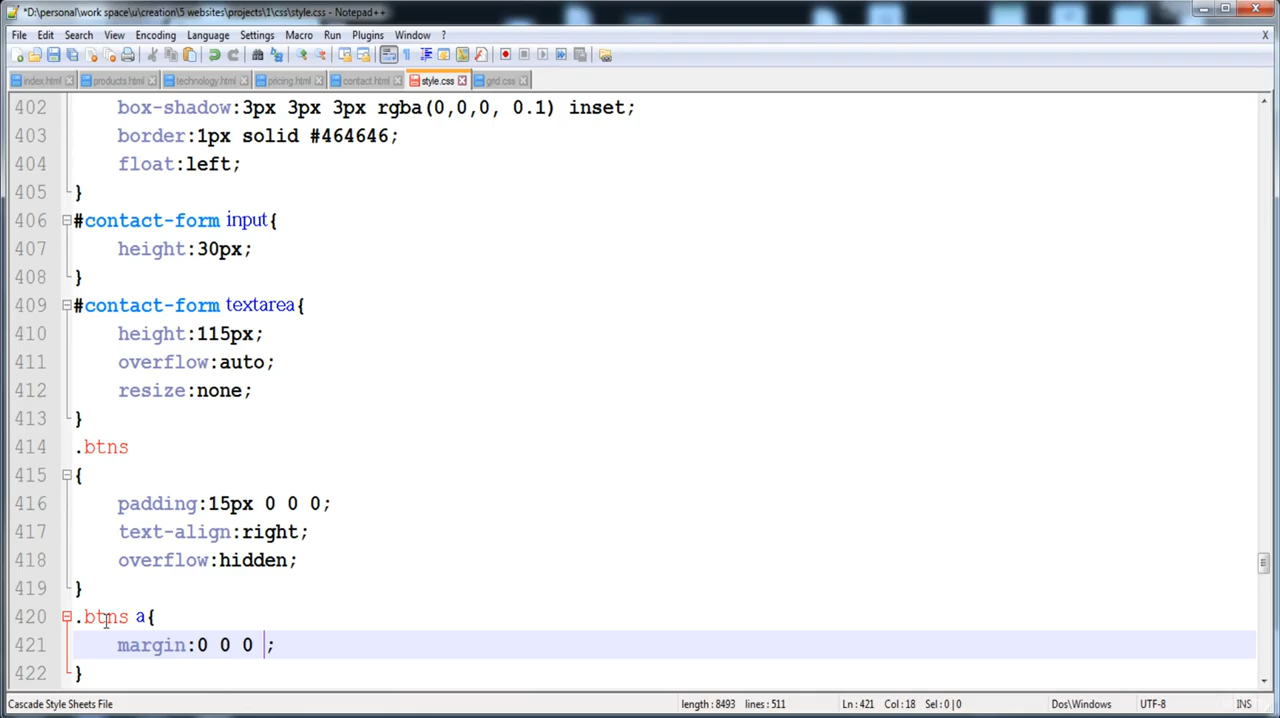 *D:\personal\work space\u\creation\5 websites\projects\1\css\style.css - Notepad++
File Edit Search View Encoding Language Settings Macro Run Plugins Window ? X
index.html products.html technology.html pricing.html contact.html style.css grid.css
402 box-shadow:3px 3px 3px rgba(0,0,0, 0.1) inset;
403 border:1px solid #464646;
404 float:left;
405 }
406 #contact-form input{
407 height:30px;
408 }
409 #contact-form textarea{
410 height:115px;
411 overflow:auto;
412 resize:none;
413 }
414 .btns
415 {
416 padding:15px 0 0 0;
417 text-align:right;
418 overflow:hidden;
419 }
420 .btns a{
421 margin:0 0 0 ;
422 }
Cascade Style Sheets File length : 8493 lines : 511 Ln : 421 Col : 18 Sel : 0 | 0 Dos\Windows UTF-8 INS